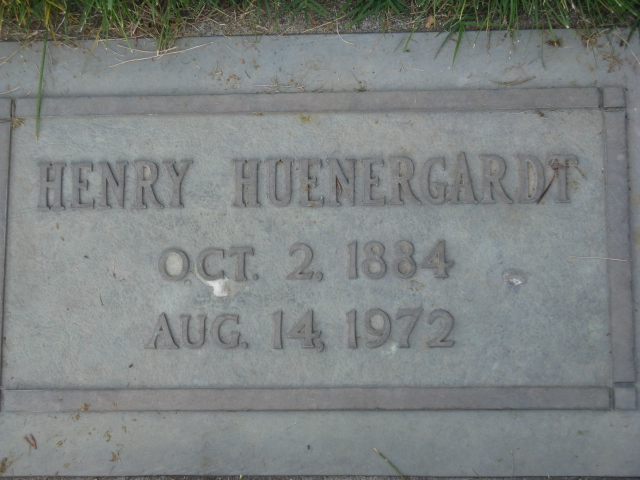 HENRY HUENERGARDT
OCT. 2, 1884
AUG. 14, 1972